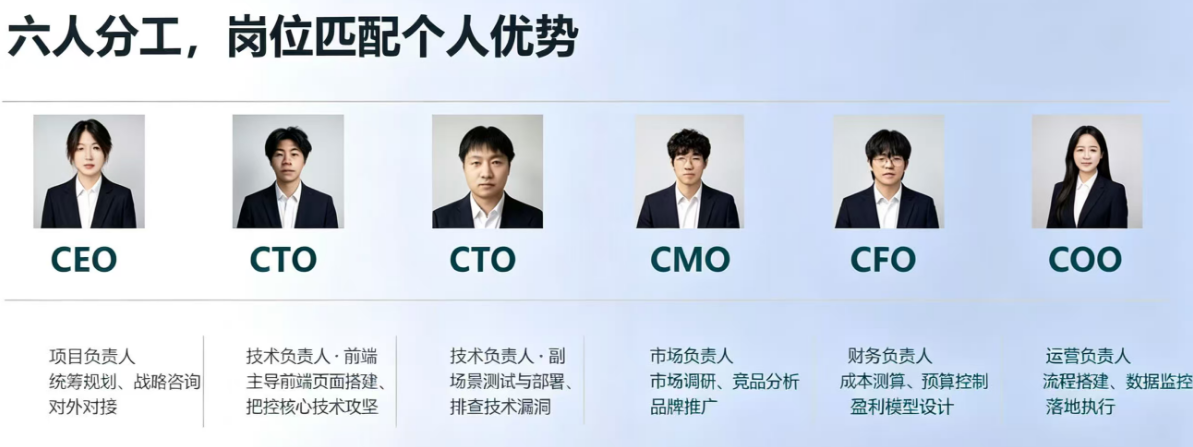 六人分工，岗位匹配个人优势
CEO
CTO
CTO
CMO
CFO
COO
项目负责人
统筹规划、战略咨询
对外对接
技术负责人·前端
主导前端页面搭建、
把控核心技术攻坚
技术负责人·副
场景测试与部署、
排查技术漏洞
市场负责人
市场调研、竞品分析
品牌推广
财务负责人
成本测算、预算控制
盈利模型设计
运营负责人
流程搭建、数据监控
落地执行